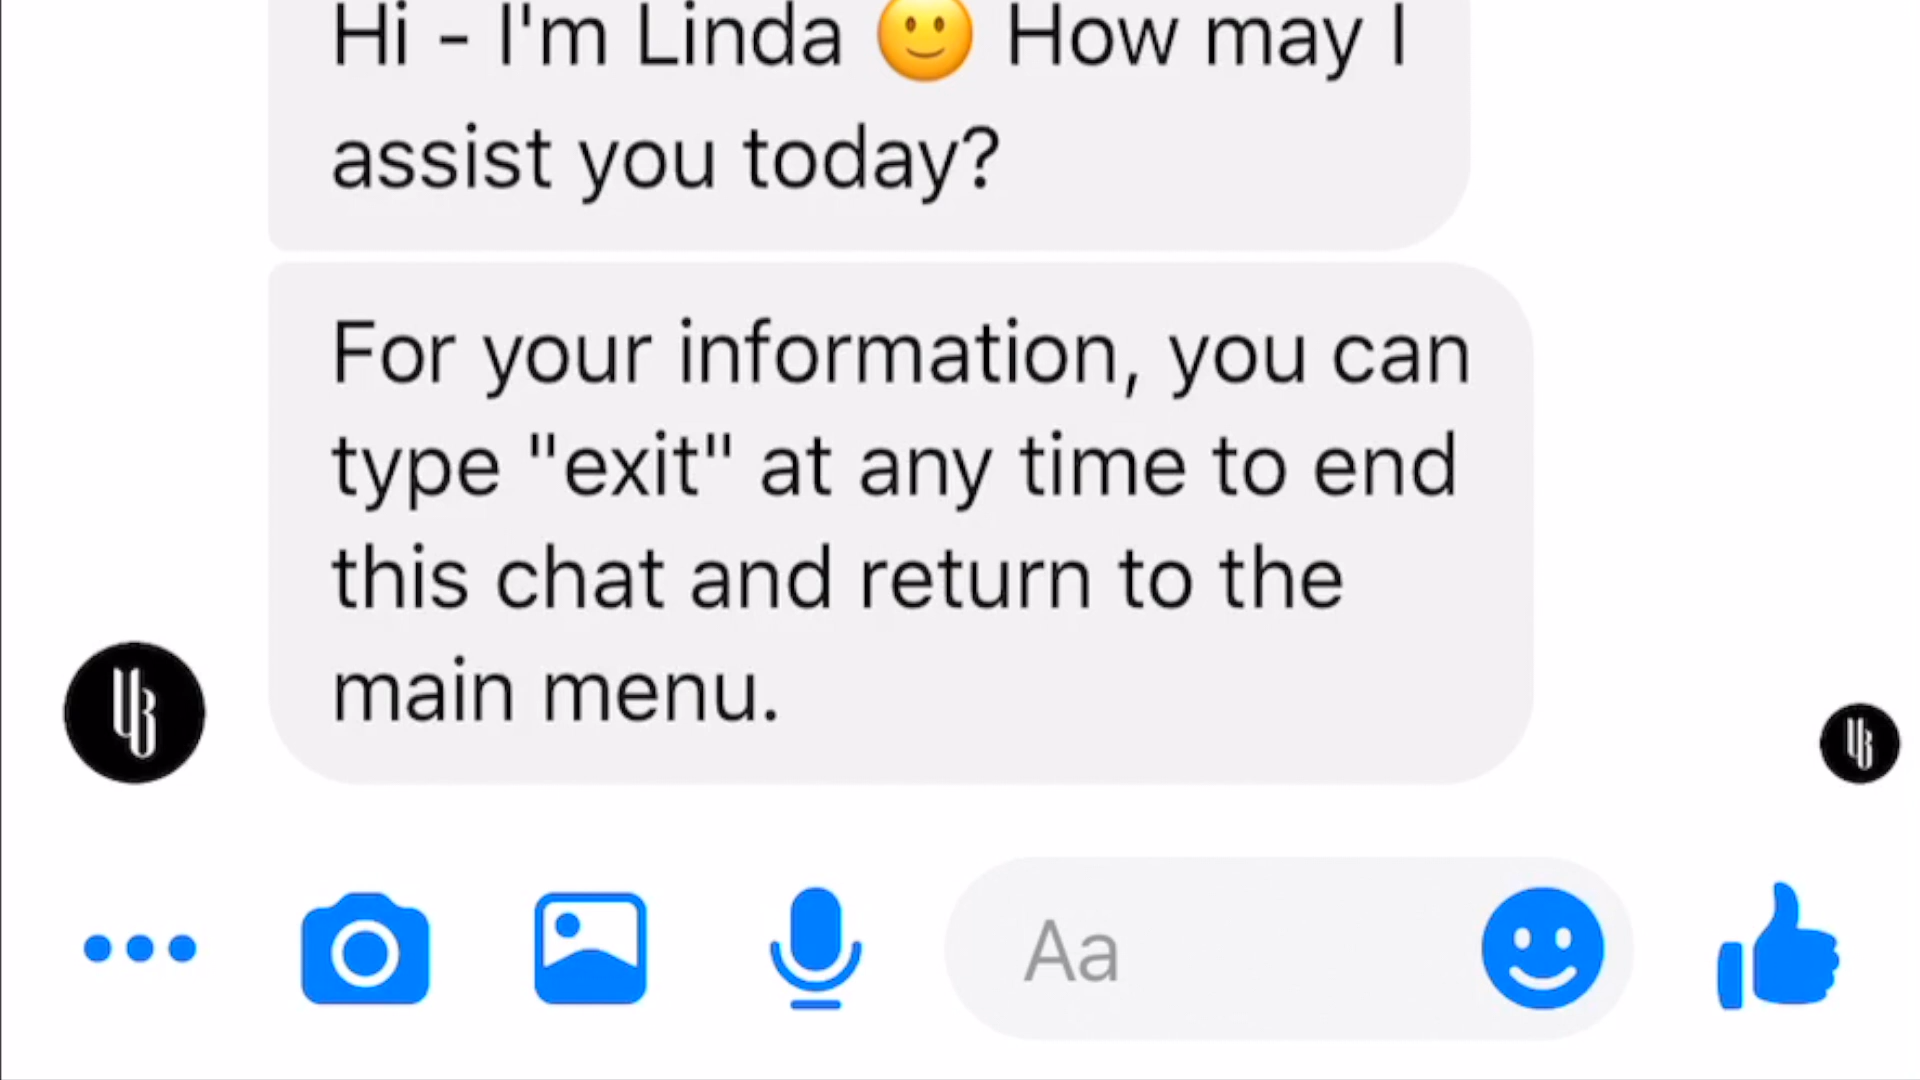 Hi - I'm Linda 🙂 How may I
assist you today?
For your information, you can
type "exit" at any time to end
this chat and return to the
main menu.
Aa